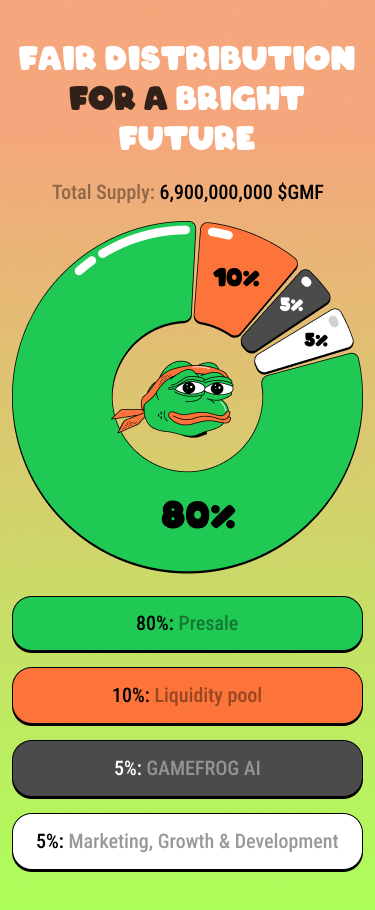 FAIR DISTRIBUTION
FOR A BRIGHT
FUTURE
Total Supply: 6,900,000,000 $GMF
10%
5%
5%
80%
80%: Presale
10%: Liquidity pool
5%: GAMEFROG AI
5%: Marketing, Growth & Development